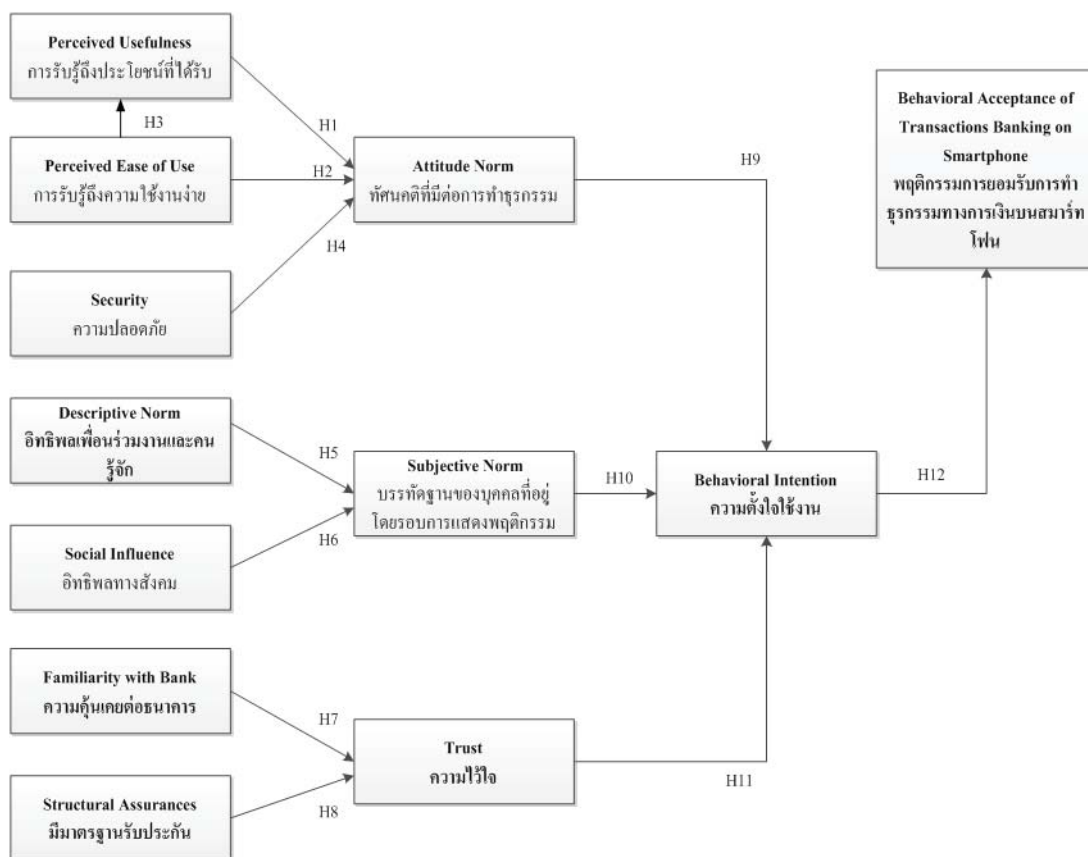 Perceived Usefulness
การรับรู้ถึงประโยชน์ที่ได้รับ
H3
H1
Perceived Ease of Use
การรับรู้ถึงความใช้งานง่าย
H2
Attitude Norm
ทัศนคติที่มีต่อการทำธุรกรรม
H9
Behavioral Acceptance of
Transactions Banking on
Smartphone
พฤติกรรมการยอมรับการทำ
ธุรกรรมทางการเงินบนสมาร์ท
โฟน
H4
Security
ความปลอดภัย
Descriptive Norm
อิทธิพลเพื่อนร่วมงานและคน
รู้จัก
H5
Subjective Norm
บรรทัดฐานของบุคคลที่อยู่
โดยรอบการแสดงพฤติกรรม
H10
Behavioral Intention
ความตั้งใจใช้งาน
H12
H6
Social Influence
อิทธิพลทางสังคม
Familiarity with Bank
ความคุ้นเคยต่อธนาคาร
H7
Trust
ความไว้ใจ
H11
H8
Structural Assurances
มีมาตรฐานรับประกัน